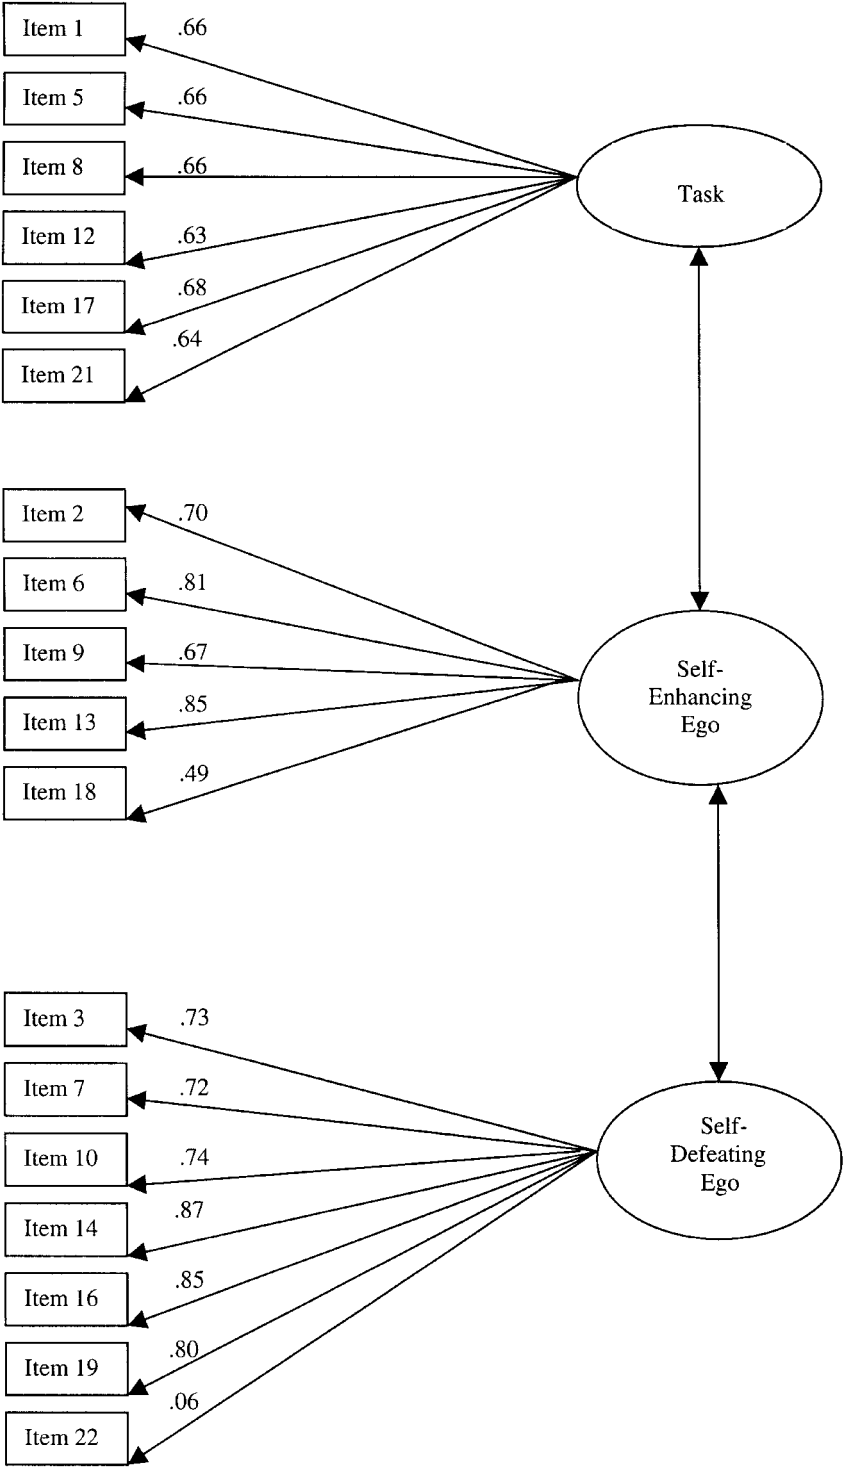 Item 1
.66
Item 5
.66
Item 8
.66
Item 12
.63
Item 17
.68
Item 21
.64
Task
Item 2
.70
Item 6
.81
Item 9
.67
Item 13
.85
Item 18
.49
Self-
Enhancing
Ego
Item 3
.73
Item 7
.72
Item 10
.74
Item 14
.87
Item 16
.85
Item 19
.80
Item 22
.06
Self-
Defeating
Ego